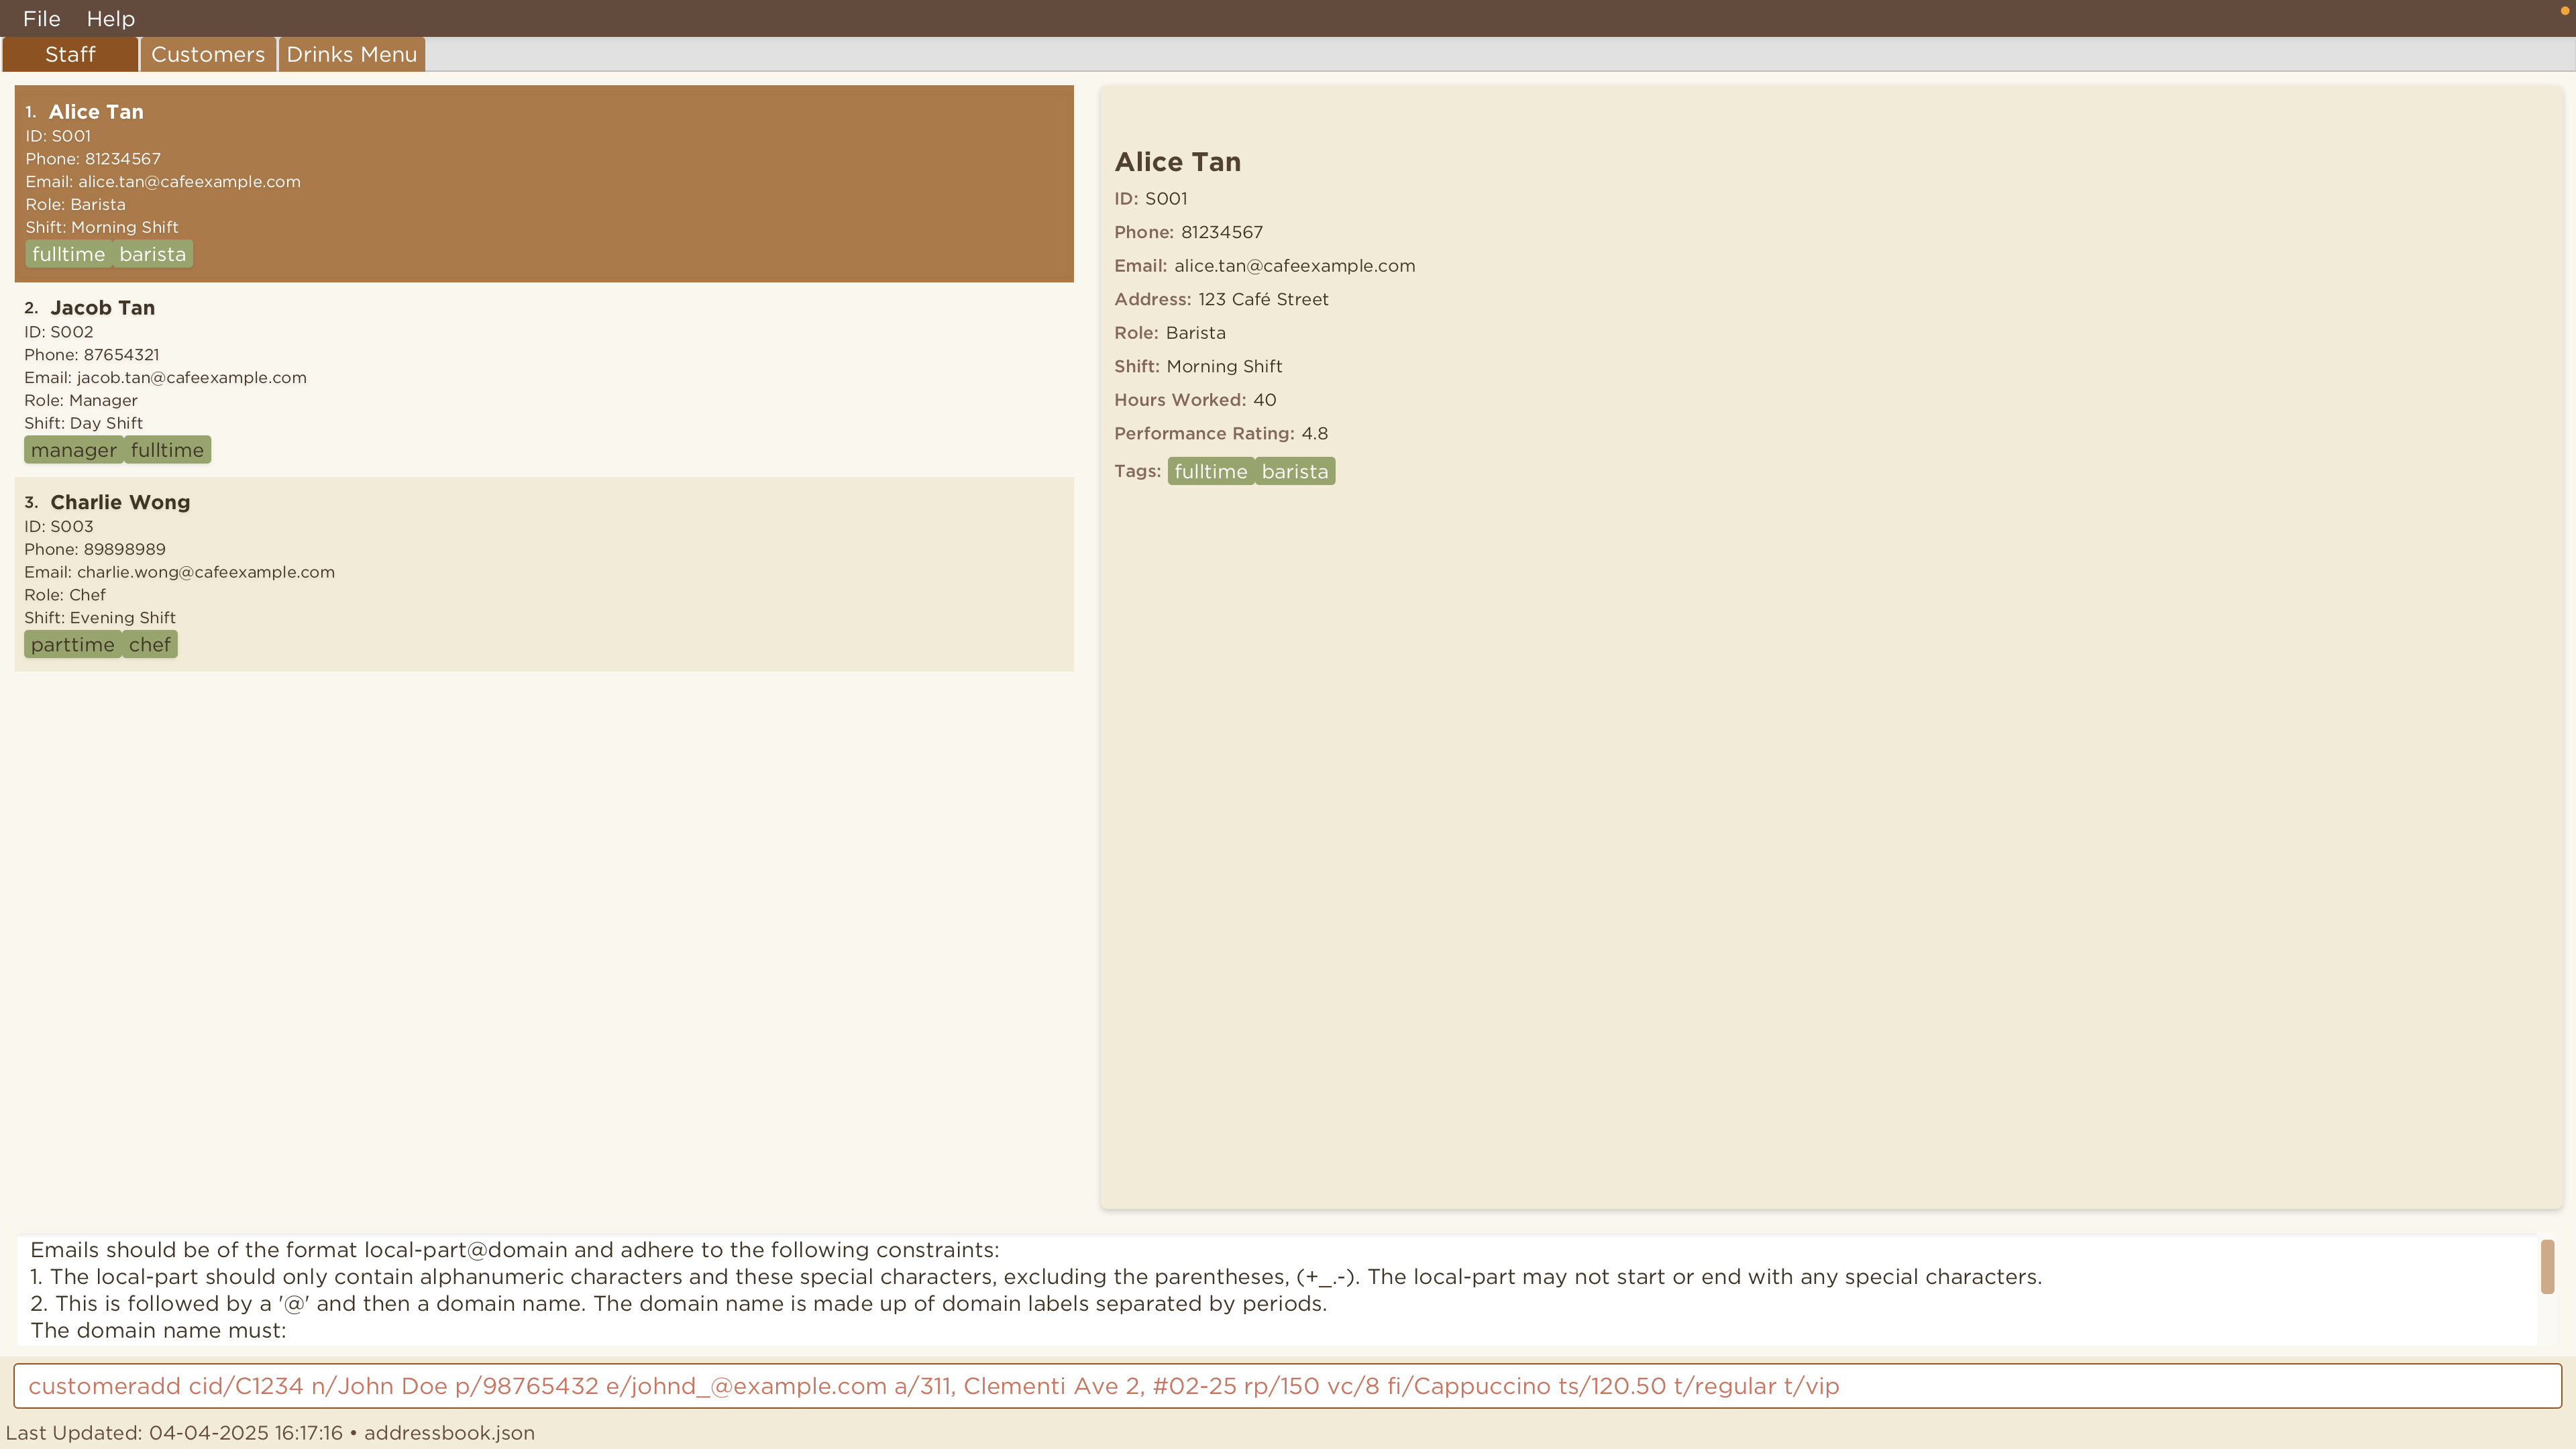 File Help
Staff Customers Drinks Menu
1. Alice Tan
ID: S001
Phone: 81234567
Email: alice.tan@cafeexample.com
Role: Barista
Shift: Morning Shift
fulltime barista
2. Jacob Tan
ID: S002
Phone: 87654321
Email: jacob.tan@cafeexample.com
Role: Manager
Shift: Day Shift
manager fulltime
3. Charlie Wong
ID: S003
Phone: 89898989
Email: charlie.wong@cafeexample.com
Role: Chef
Shift: Evening Shift
parttime chef
Alice Tan
ID: S001
Phone: 81234567
Email: alice.tan@cafeexample.com
Address: 123 Café Street
Role: Barista
Shift: Morning Shift
Hours Worked: 40
Performance Rating: 4.8
Tags: fulltime barista
Emails should be of the format local-part@domain and adhere to the following constraints:
1. The local-part should only contain alphanumeric characters and these special characters, excluding the parentheses, (+_.-). The local-part may not start or end with any special characters.
2. This is followed by a '@' and then a domain name. The domain name is made up of domain labels separated by periods.
The domain name must:
customeradd cid/C1234 n/John Doe p/98765432 e/johnd_@example.com a/311, Clementi Ave 2, #02-25 rp/150 vc/8 fi/Cappuccino ts/120.50 t/regular t/vip
Last Updated: 04-04-2025 16:17:16 • addressbook.json